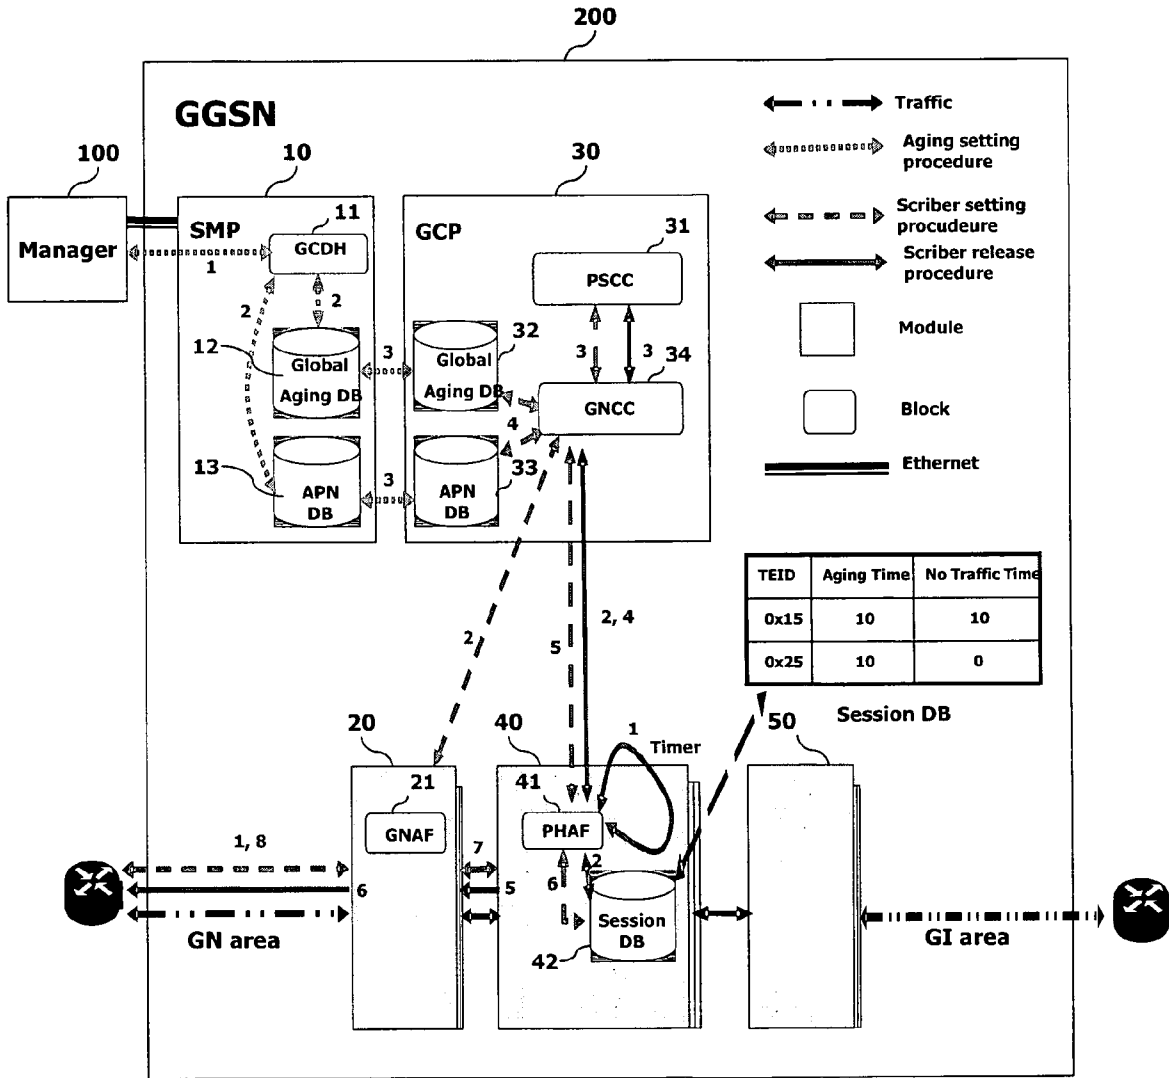 200
GGSN
Traffic
Aging setting
procedure
Scriber setting
procudeure
Scriber release
procedure
Module
Block
Ethernet
100
Manager
10
SMP
11
GCDH
1
2
2
12
Global
Aging DB
13
APN
DB
3
3
30
GCP
31
PSCC
3
3
32
Global
Aging DB
34
GNCC
4
33
APN
DB
2
5
2, 4
TEID
Aging Time
No Traffic Time
0x15
10
10
0x25
10
0
Session DB
20
21
GNAF
40
41
PHAF
1
Timer
50
1, 8
6
GN area
7
5
6
2
Session
DB
42
GI area